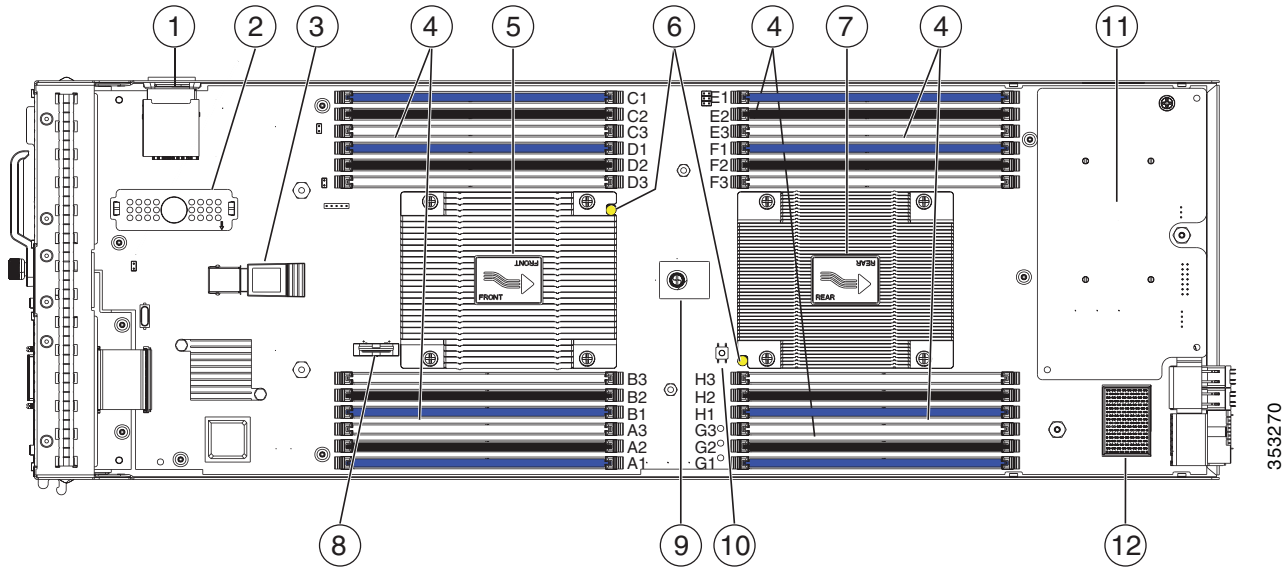 1 2 3 4 5 6 4 7 4 11
C1 E1
C2 E2
C3 E3
D1 F1
D2 F2
D3 F3
FRONT REAR
FRONT REAR
B3 H3
B2 H2
B1 H1
A3 G3
A2 G2
A1 G1
8 9 10 12
353270